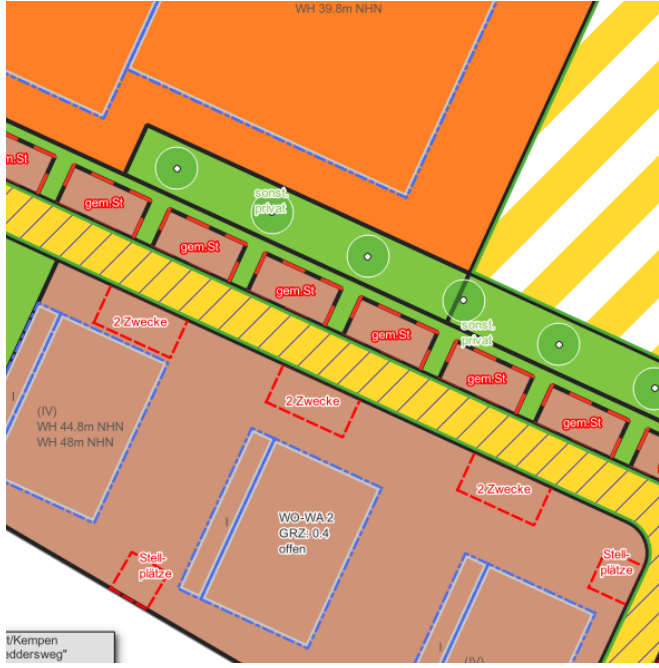 WH 39.8m NHN
m.St
gem.St
sonst.
privat
gem.St
gem.St
gem.St
sonst.
privat
gem.St
gem.St
2 Zwecke
2 Zwecke
2 Zwecke
I
(IV)
WH 44.8m NHN
WH 48m NHN
I
WO-WA 2
GRZ: 0.4
offen
Stell-
plätze
Stell-
plätze
I
(IV)
t/Kempen
eddersweg"